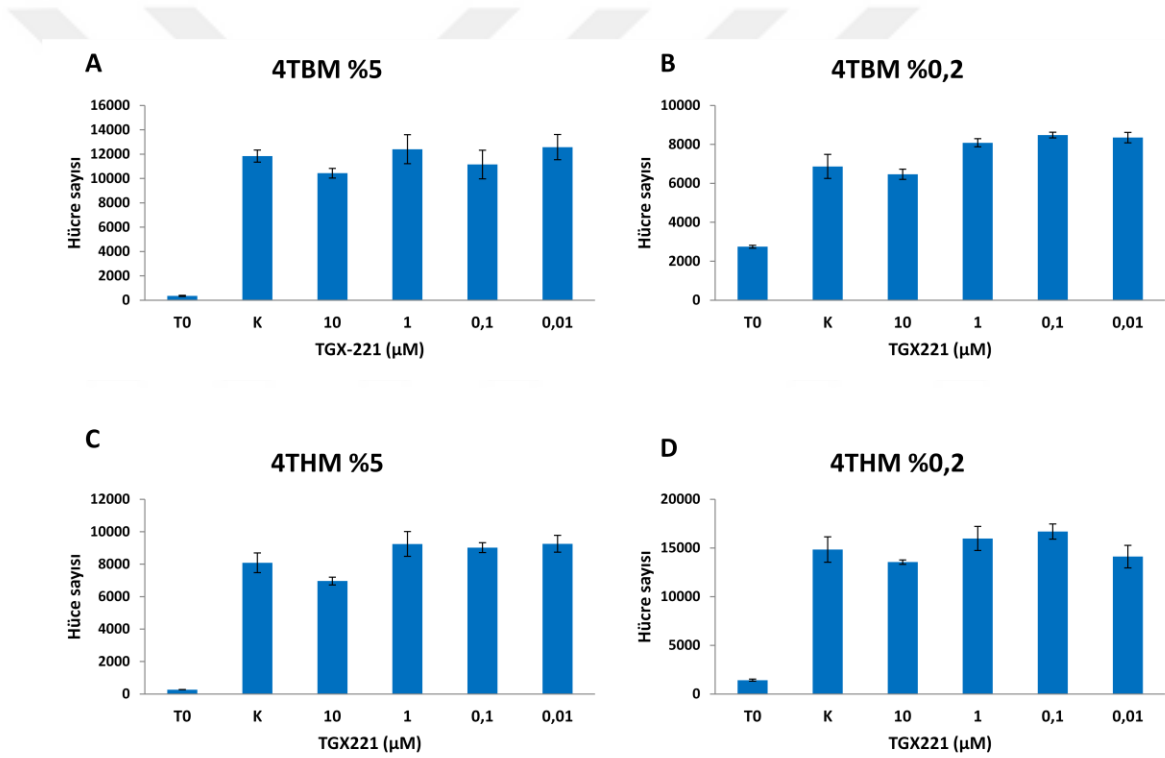 A
4TBM %5
16000
14000
12000
10000
8000
6000
4000
2000
0
Hücre sayısı
T0 K 10 1 0,1 0,01
TGX-221 (µM)
B
4TBM %0,2
10000
8000
6000
4000
2000
0
Hücre sayısı
T0 K 10 1 0,1 0,01
TGX221 (µM)
C
4THM %5
12000
10000
8000
6000
4000
2000
0
Hüce sayısı
T0 K 10 1 0,1 0,01
TGX221 (µM)
D
4THM %0,2
20000
15000
10000
5000
0
Hücre sayısı
T0 K 10 1 0,1 0,01
TGX221 (µM)